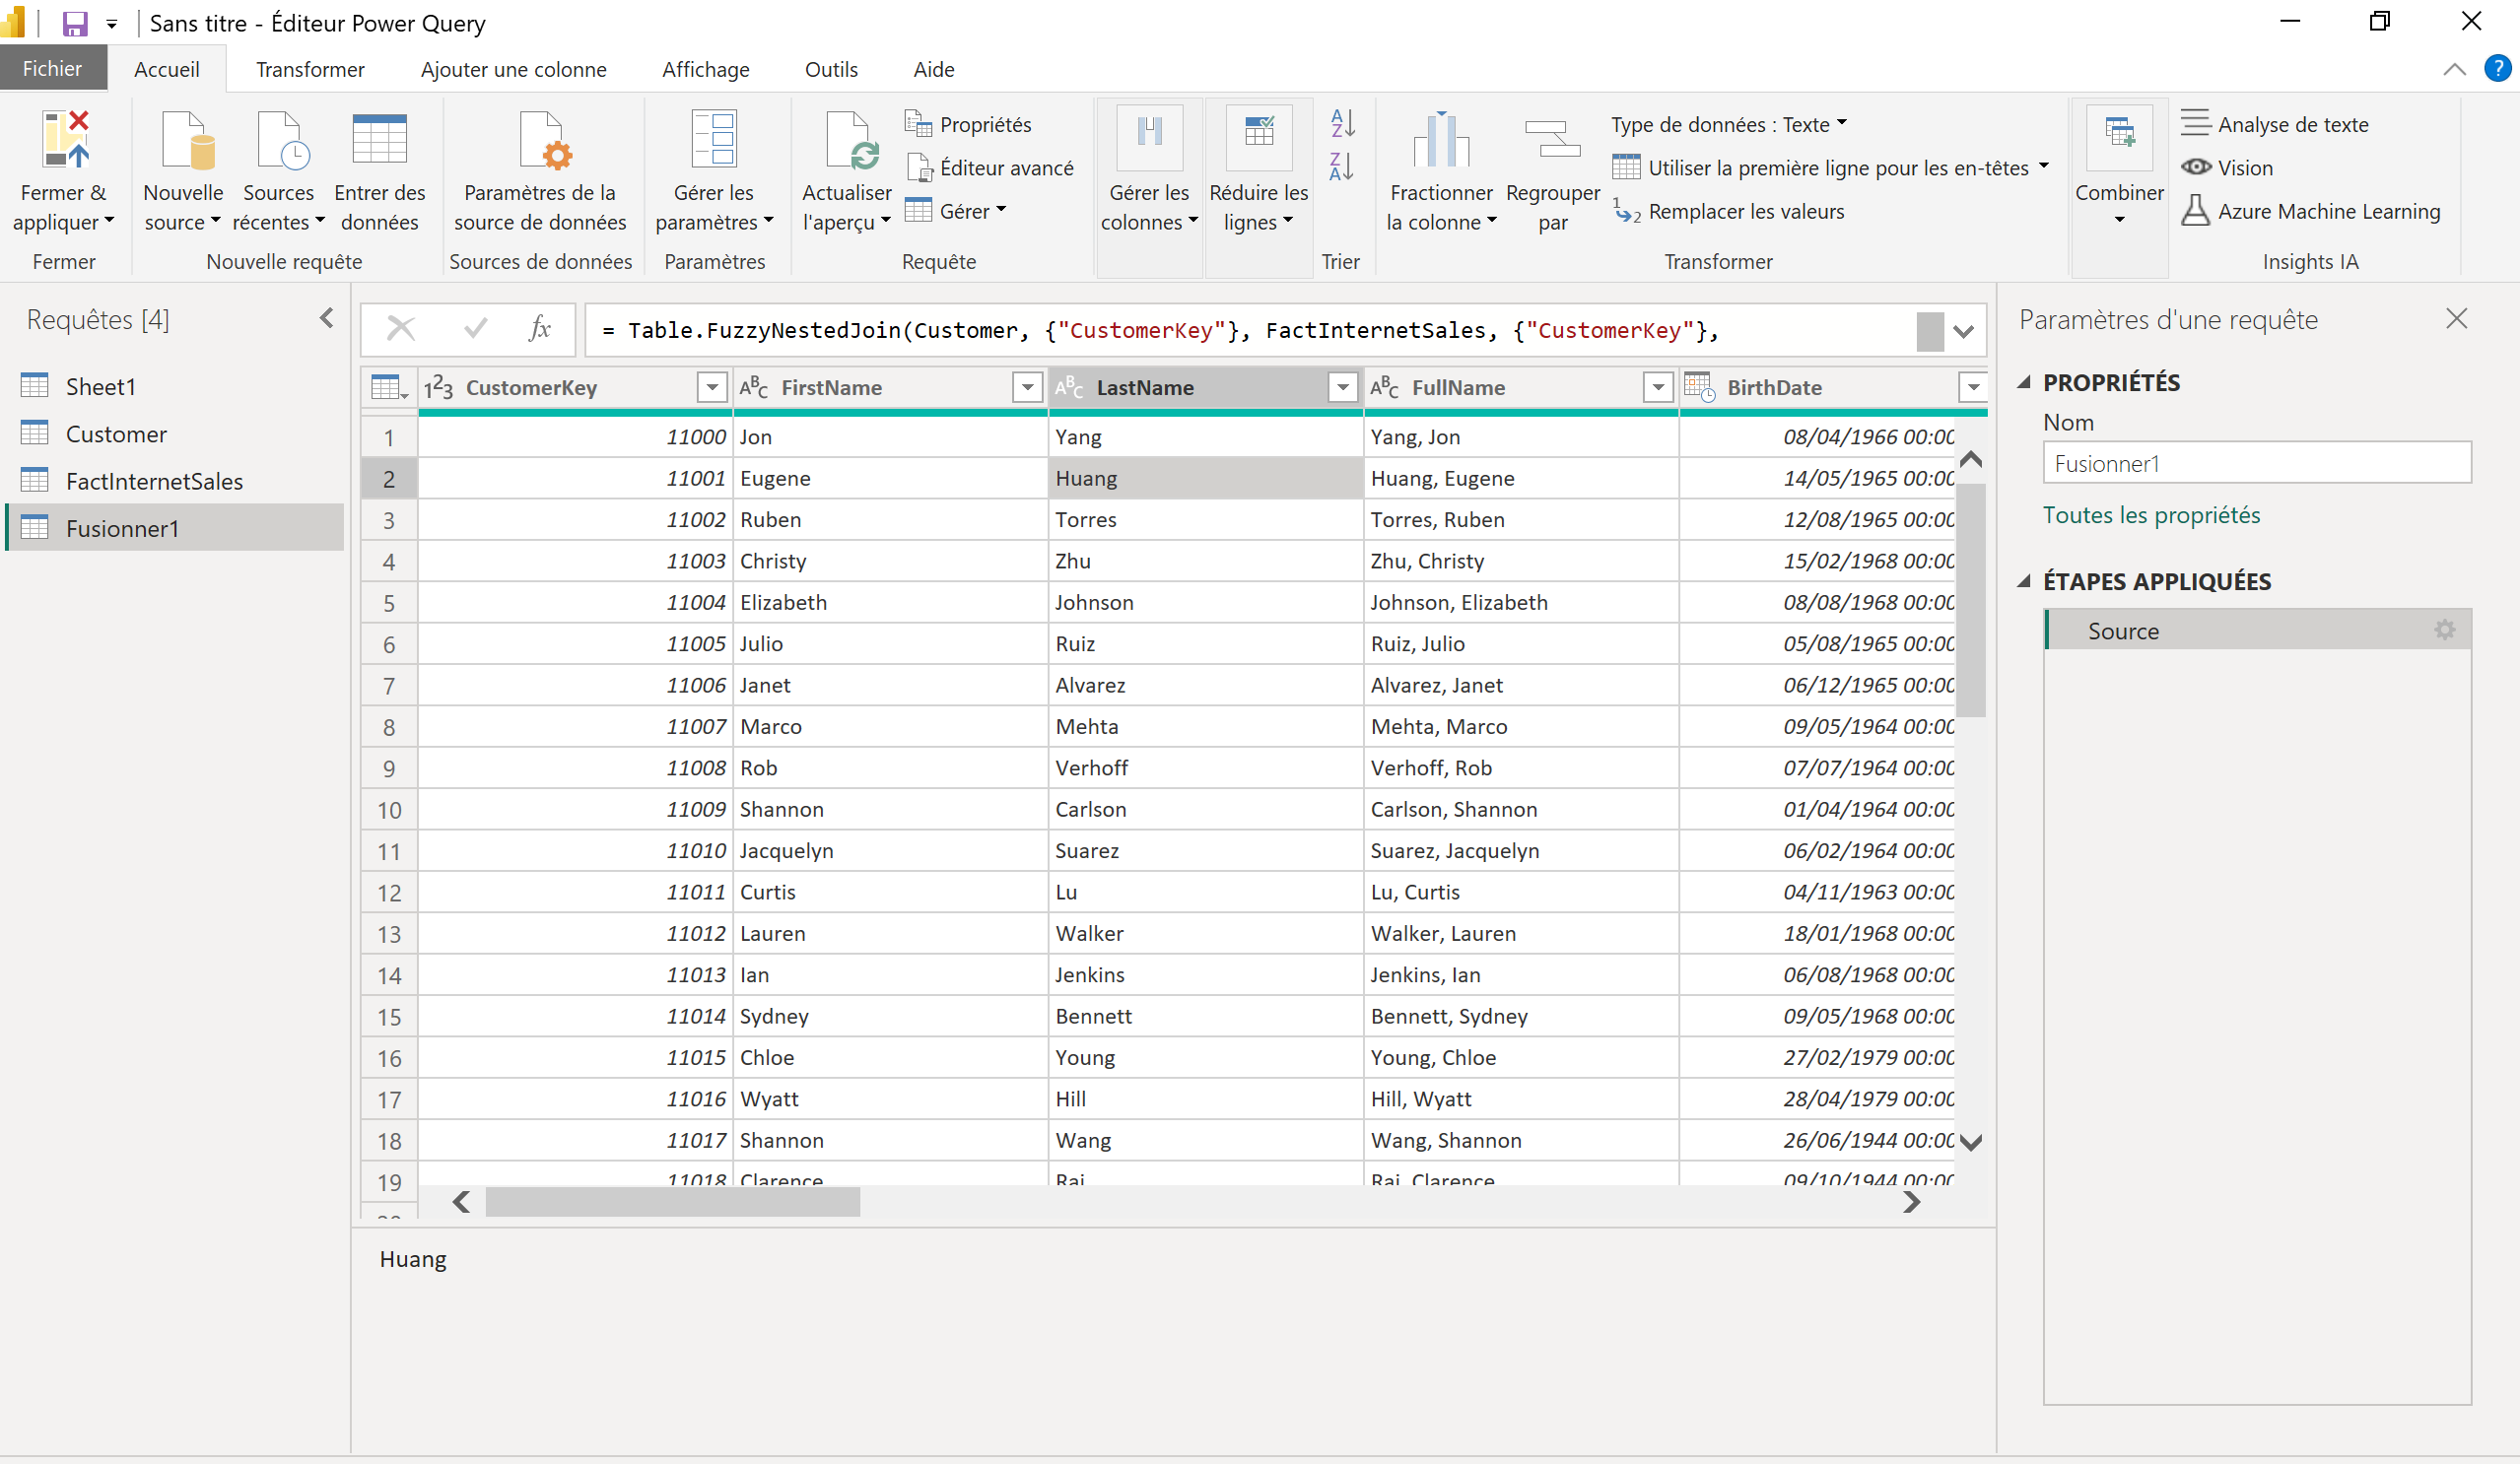 Sans titre - Éditeur Power Query
Fichier
Accueil
Transformer
Ajouter une colonne
Affichage
Outils
Aide
?
Fermer &
appliquer
Fermer
Nouvelle
source
Sources
récentes
Entrer des
données
Nouvelle requête
Paramètres de la
source de données
Sources de données
Gérer les
paramètres
Paramètres
Actualiser
l'aperçu
Propriétés
Éditeur avancé
Gérer
Requête
Gérer les
colonnes
Réduire les
lignes
A
Z
Z
A
Trier
Fractionner
la colonne
Regrouper
par
Type de données : Texte
Utiliser la première ligne pour les en-têtes
1
2
Remplacer les valeurs
Transformer
Combiner
Analyse de texte
Vision
Azure Machine Learning
Insights IA
Requêtes [4]
Sheet1
Customer
FactInternetSales
Fusionner1
fx
= Table.FuzzyNestedJoin(Customer, {"CustomerKey"}, FactInternetSales, {"CustomerKey"},
123 CustomerKey ABC FirstName ABC LastName ABC FullName BirthDate
1 11000 Jon Yang Yang, Jon 08/04/1966 00:00
2 11001 Eugene Huang Huang, Eugene 14/05/1965 00:00
3 11002 Ruben Torres Torres, Ruben 12/08/1965 00:00
4 11003 Christy Zhu Zhu, Christy 15/02/1968 00:00
5 11004 Elizabeth Johnson Johnson, Elizabeth 08/08/1968 00:00
6 11005 Julio Ruiz Ruiz, Julio 05/08/1965 00:00
7 11006 Janet Alvarez Alvarez, Janet 06/12/1965 00:00
8 11007 Marco Mehta Mehta, Marco 09/05/1964 00:00
9 11008 Rob Verhoff Verhoff, Rob 07/07/1964 00:00
10 11009 Shannon Carlson Carlson, Shannon 01/04/1964 00:00
11 11010 Jacquelyn Suarez Suarez, Jacquelyn 06/02/1964 00:00
12 11011 Curtis Lu Lu, Curtis 04/11/1963 00:00
13 11012 Lauren Walker Walker, Lauren 18/01/1968 00:00
14 11013 Ian Jenkins Jenkins, Ian 06/08/1968 00:00
15 11014 Sydney Bennett Bennett, Sydney 09/05/1968 00:00
16 11015 Chloe Young Young, Chloe 27/02/1979 00:00
17 11016 Wyatt Hill Hill, Wyatt 28/04/1979 00:00
18 11017 Shannon Wang Wang, Shannon 26/06/1944 00:00
19 11018 Clarence Rai Rai, Clarence 09/10/1944 00:00
Huang
Paramètres d'une requête
PROPRIÉTÉS
Nom
Fusionner1
Toutes les propriétés
ÉTAPES APPLIQUÉES
Source